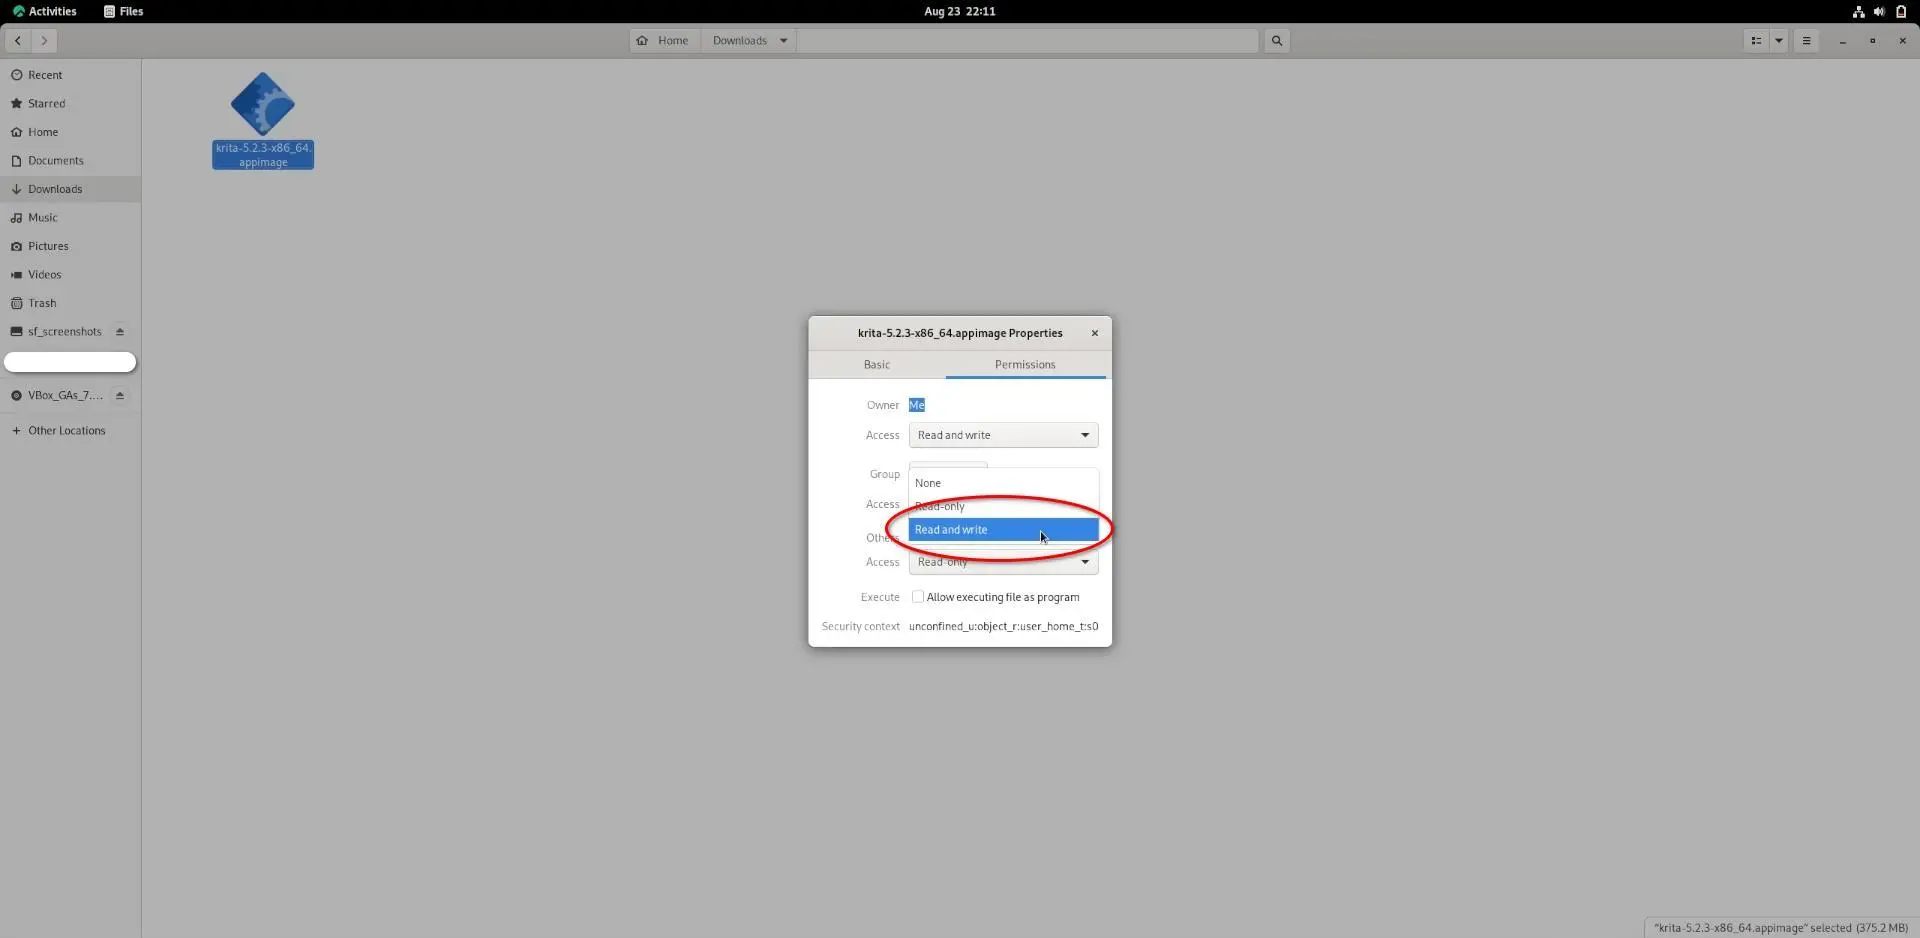 Activities
Files
Aug 23 22:11
Home
Downloads
Recent
Starred
Home
Documents
Downloads
Music
Pictures
Videos
Trash
sf_screenshots
VBox_GAs_7....
Other Locations
krita-5.2.3-x86_64.
appimage
krita-5.2.3-x86_64.appimage Properties
Basic
Permissions
Owner Me
Access Read and write
Group
None
Access
Read-only
Read and write
Others
Access Read-only
Execute Allow executing file as program
Security context unconfined_u:object_r:user_home_t:s0
"krita-5.2.3-x86_64.appimage" selected (375.2 MB)